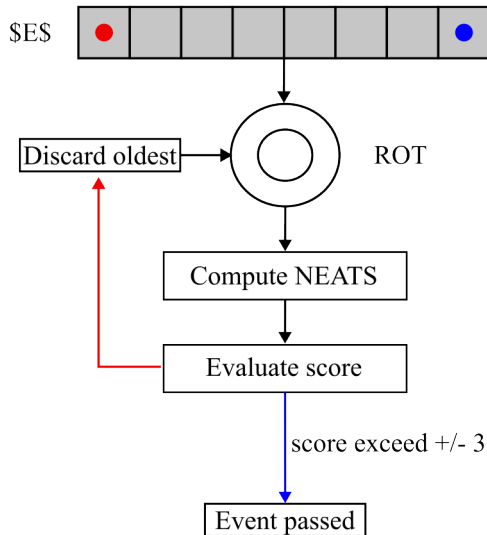 $E$
ROT
Discard oldest
Compute NEATS
Evaluate score
score exceed +/- 3
Event passed